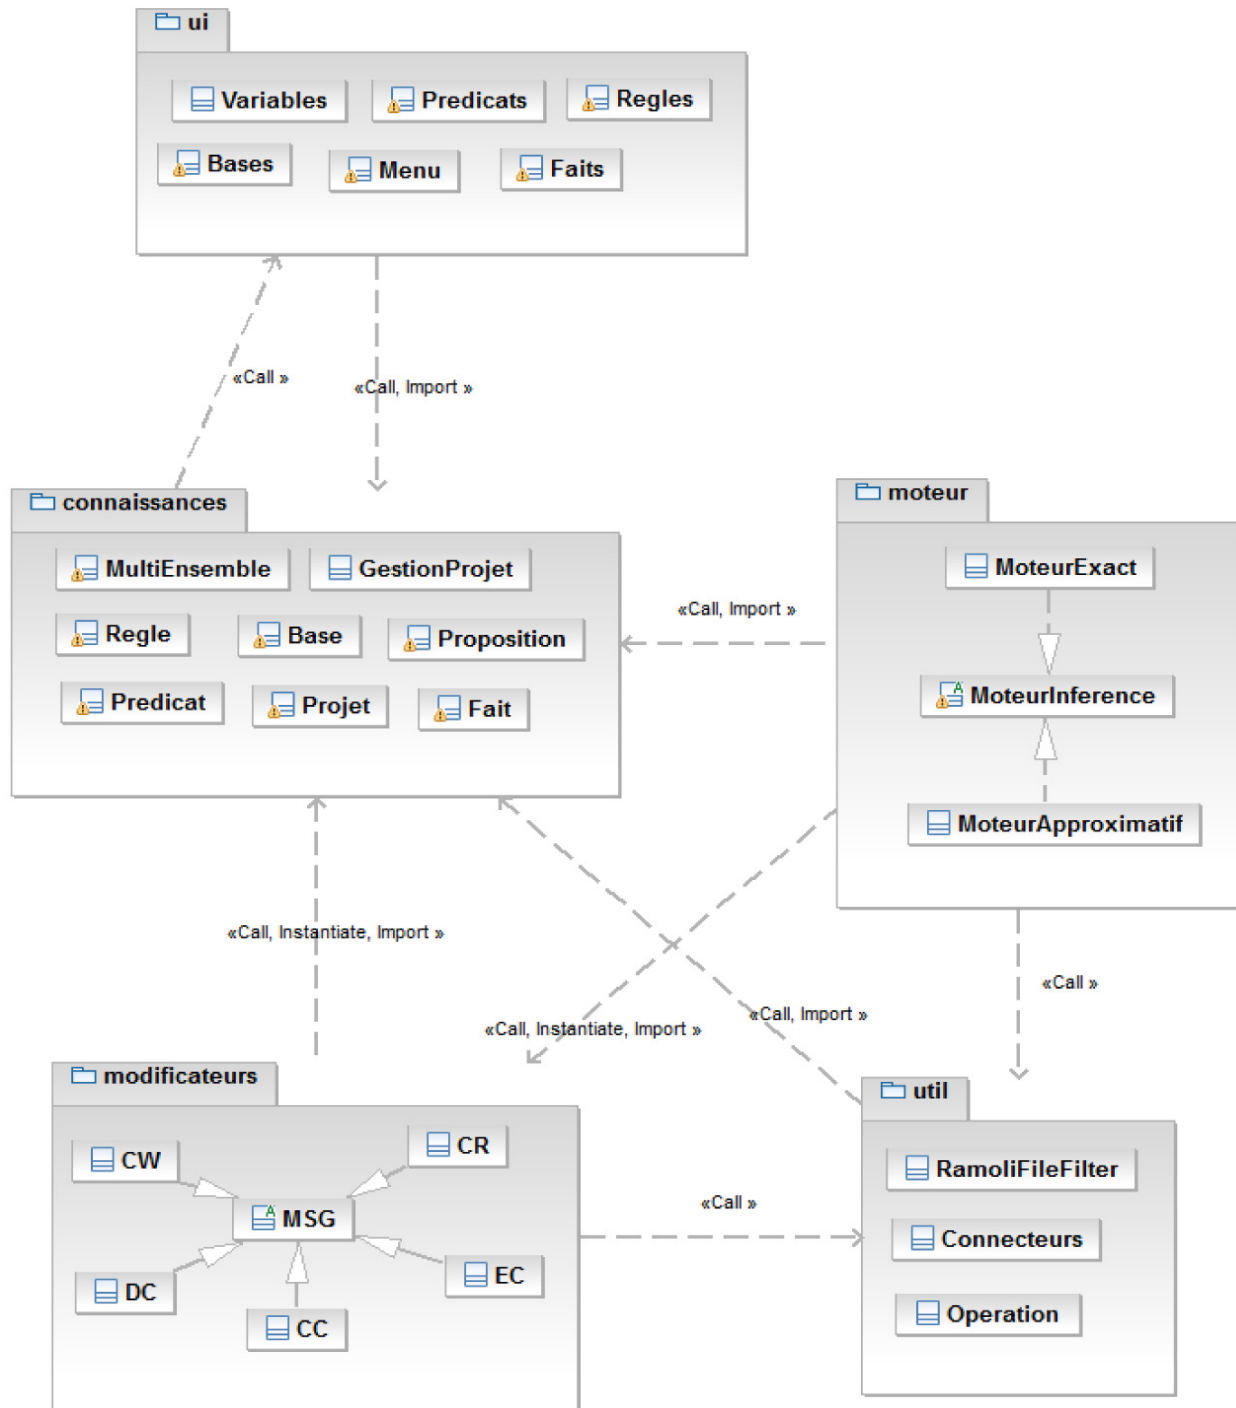 ui
Variables
Predicats
Regles
Bases
Menu
Faits
«Call »
«Call, Import »
connaissances
MultiEnsemble
GestionProjet
Regle
Base
Proposition
Predicat
Projet
Fait
moteur
MoteurExact
MoteurInference
MoteurApproximatif
«Call, Import »
«Call, Instantiate, Import »
«Call, Instantiate, Import »
«Call, Import »
«Call »
modificateurs
CW
CR
MSG
DC
EC
CC
«Call »
util
RamoliFileFilter
Connecteurs
Operation